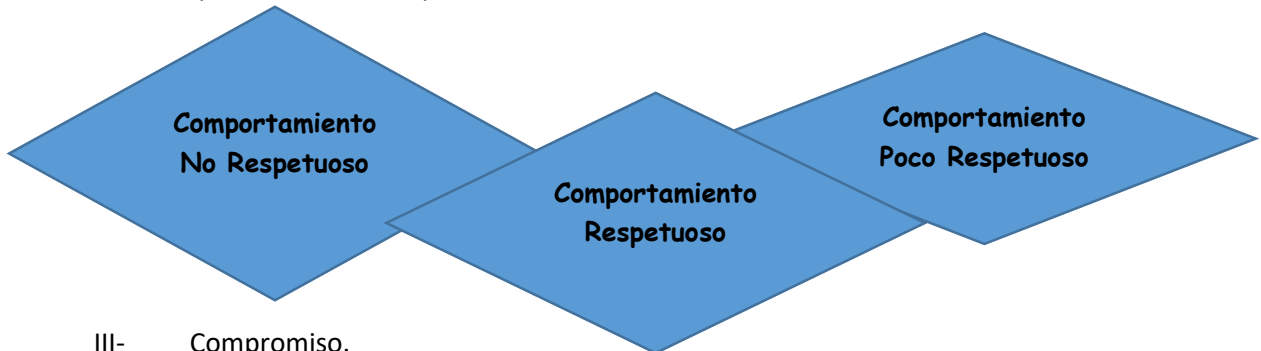 Comportamiento
No Respetuoso
Comportamiento
Respetuoso
Comportamiento
Poco Respetuoso
III- Compromiso.